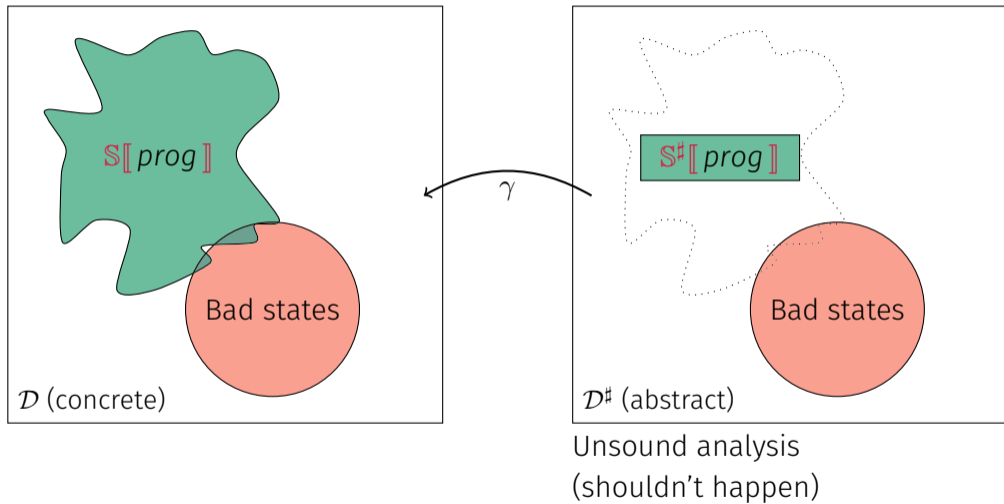 𝕊⟦prog⟧
Bad states
𝒟 (concrete)
γ
𝕊♯⟦prog⟧
Bad states
𝒟♯ (abstract)
Unsound analysis
(shouldn't happen)